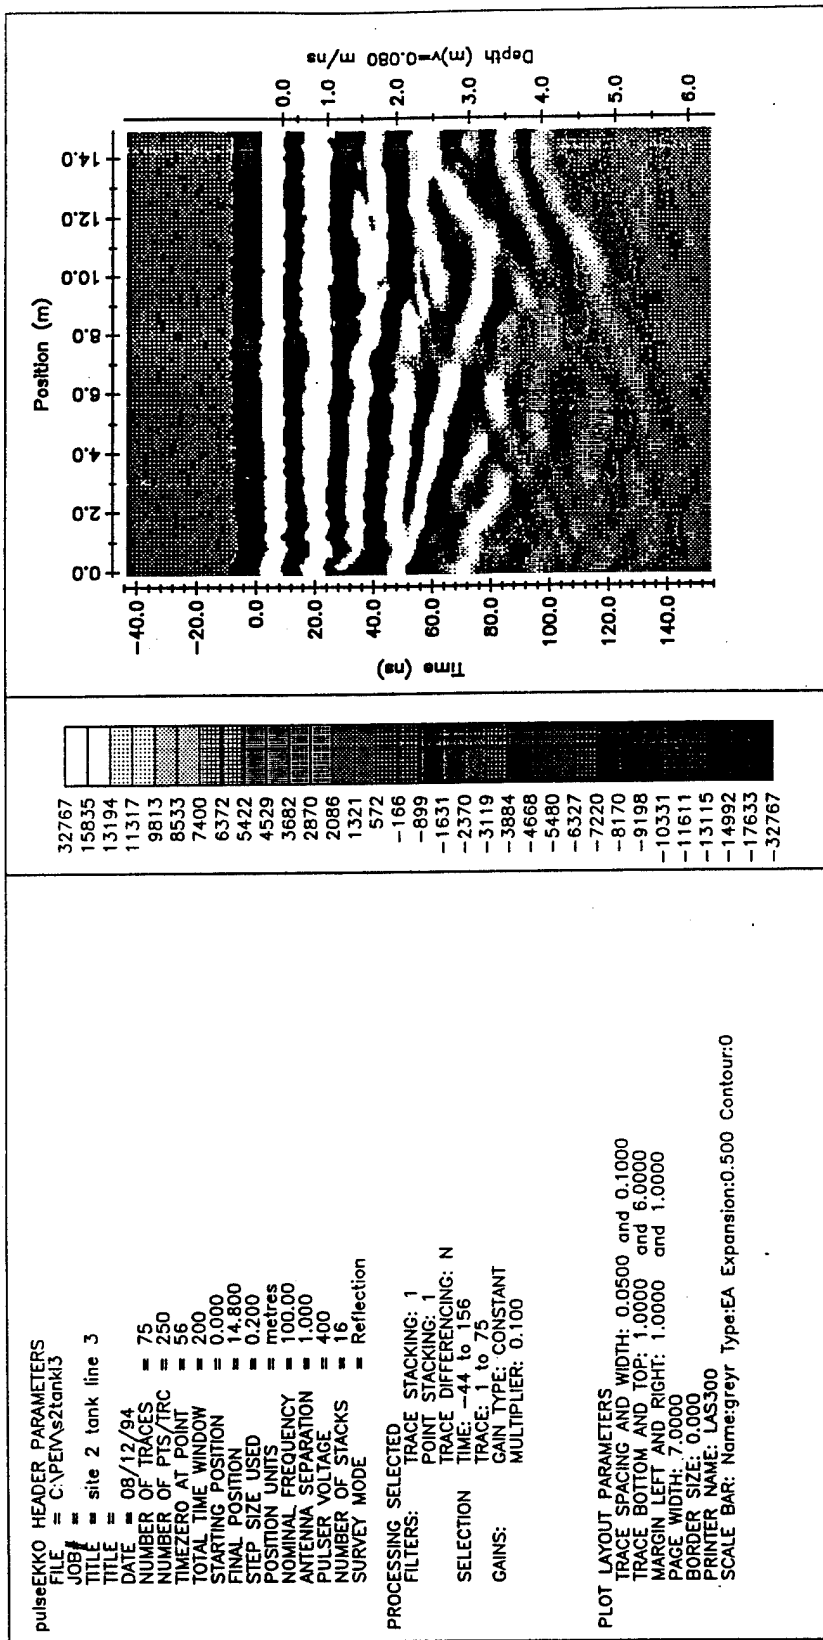 pulseEKKO HEADER PARAMETERS
FILE = C:\PEIV\s2tankl3
JOB# =
TITLE = site 2 tank line 3
TITLE =
DATE = 08/12/94
NUMBER OF TRACES = 75
NUMBER OF PTS/TRC = 250
TIMEZERO AT POINT = 56
TOTAL TIME WINDOW = 200
STARTING POSITION = 0.000
FINAL POSITION = 14.800
STEP SIZE USED = 0.200
POSITION UNITS = metres
NOMINAL FREQUENCY = 100.00
ANTENNA SEPARATION = 1.000
PULSER VOLTAGE = 400
NUMBER OF STACKS = 16
SURVEY MODE = Reflection
PROCESSING SELECTED
FILTERS: TRACE STACKING: 1
POINT STACKING: 1
TRACE DIFFERENCING: N
SELECTION TIME: -44 to 156
TRACE: 1 to 75
GAINS: GAIN TYPE: CONSTANT
MULTIPLIER: 0.100
PLOT LAYOUT PARAMETERS
TRACE SPACING AND WIDTH: 0.0500 and 0.1000
TRACE BOTTOM AND TOP: 1.0000 and 6.0000
MARGIN LEFT AND RIGHT: 1.0000 and 1.0000
PAGE WIDTH: 7.0000
BORDER SIZE: 0.000
PRINTER NAME: LAS300
SCALE BAR: Name:greyr Type:EA Expansion:0.500 Contour:0
32767
15835
13194
11317
9813
8533
7400
6372
5422
4529
3682
2870
2086
1321
572
-166
-899
-1631
-2370
-3119
-3884
-4668
-5480
-6327
-7220
-8170
-9198
-10331
-11611
-13115
-14992
-17633
-32767
Position (m)
0.0 2.0 4.0 6.0 8.0 10.0 12.0 14.0
Time (ns)
-40.0
0.0
20.0
40.0
60.0
80.0
100.0
120.0
140.0
Depth (m)v=0.080 m/ns
0.0
1.0
2.0
3.0
4.0
5.0
6.0